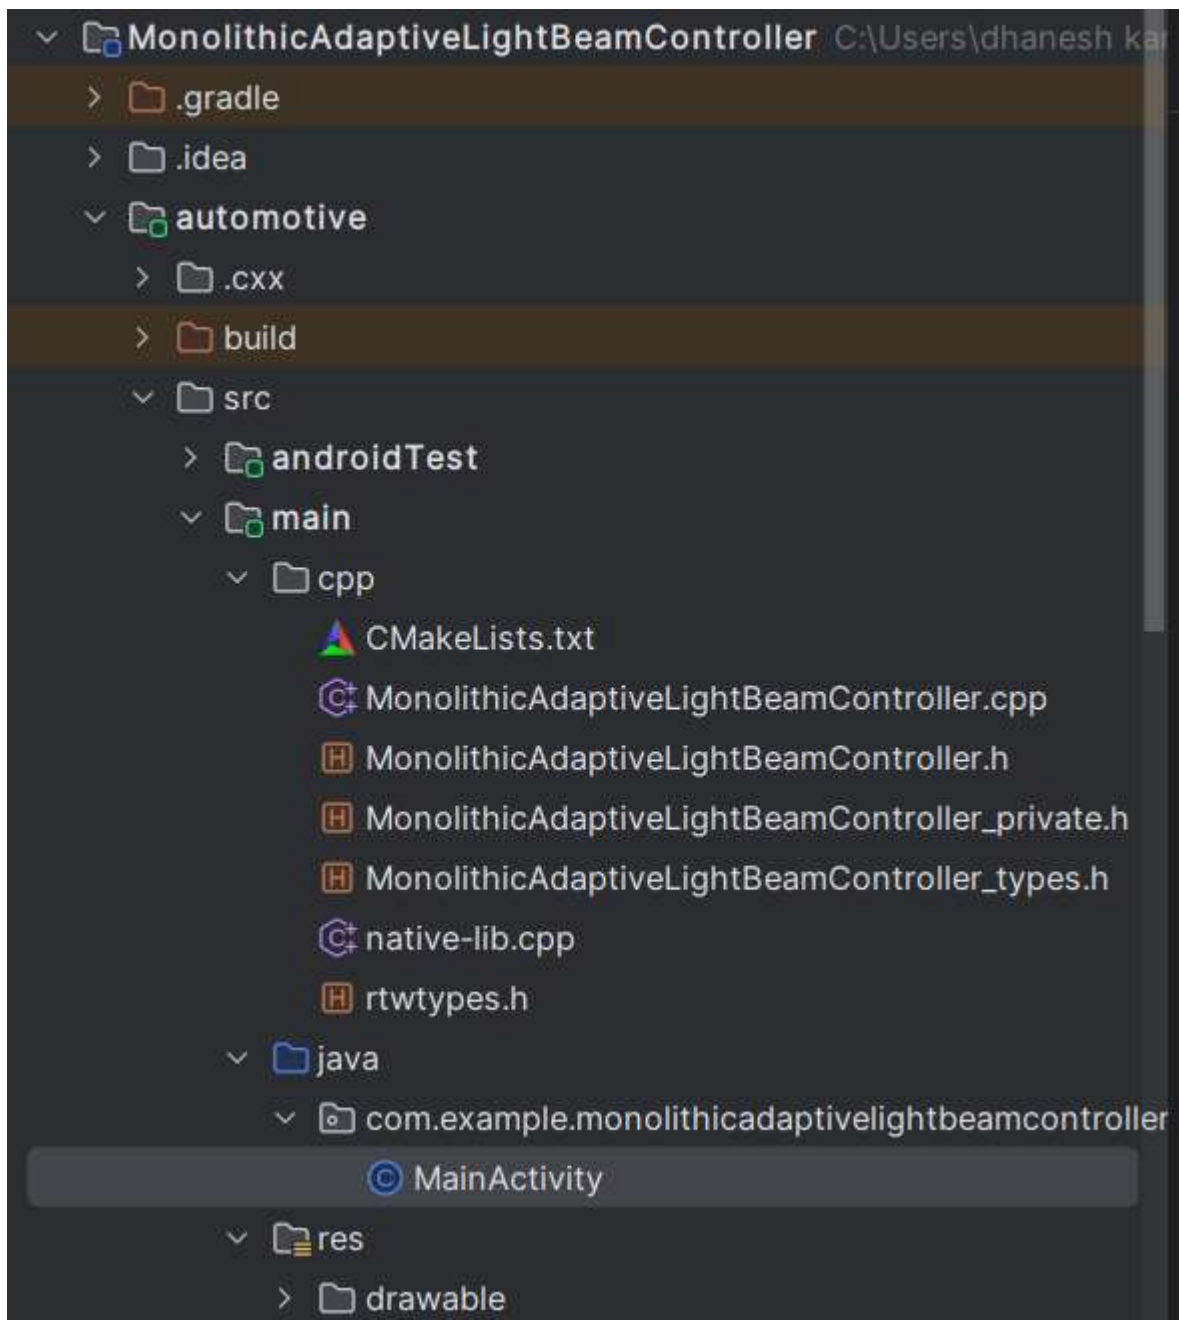 MonolithicAdaptiveLightBeamController C:\Users\dhanesh
.gradle
.idea
automotive
.cxx
build
src
androidTest
main
cpp
CMakeLists.txt
MonolithicAdaptiveLightBeamController.cpp
MonolithicAdaptiveLightBeamController.h
MonolithicAdaptiveLightBeamController_private.h
MonolithicAdaptiveLightBeamController_types.h
native-lib.cpp
rtwtypes.h
java
com.example.monolithicadaptivelightbeamcontroller
MainActivity
res
drawable